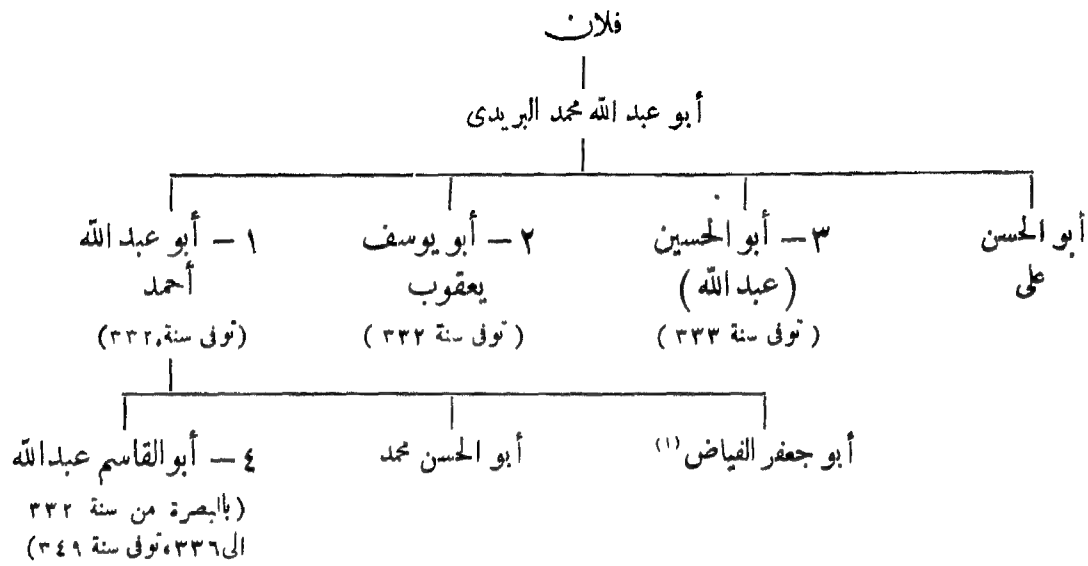 فلان
أبو عبد الله محمد البريدى
أبو الحسن
على
٣ – أبو الحسين
(عبد الله)
(توفى سنة ٣٣٣)
٢ – أبو يوسف
يعقوب
(توفى سنة ٣٣٢)
١ – أبو عبد الله
أحمد
(توفى سنة ٣٣٢)
أبو جعفر الفياض (١)
أبو الحسن محمد
٤ – أبو القاسم عبد الله
(بالبصرة من سنة ٣٣٢
الى ٣٣٦، توفى سنة ٣٤٩)